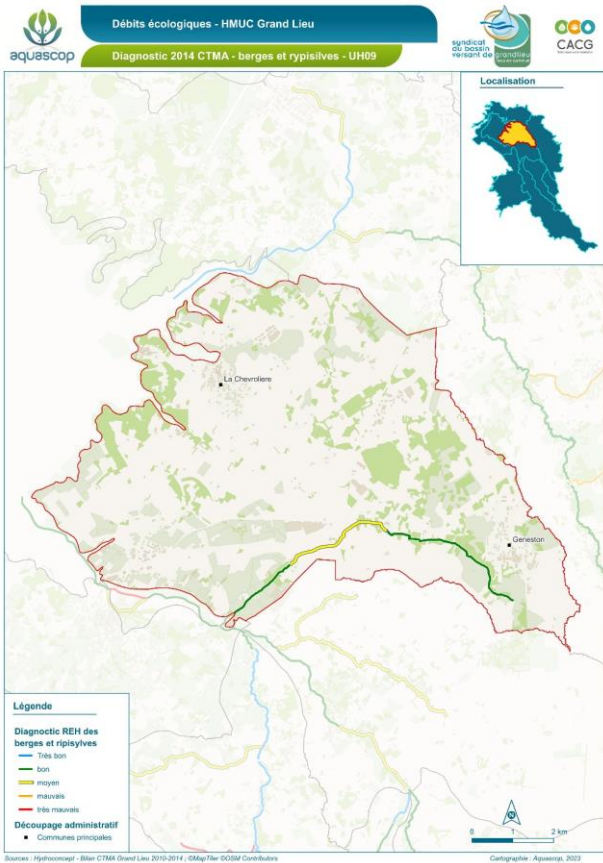 aquascop
Débits écologiques - HMUC Grand Lieu
Diagnostic 2014 CTMA - berges et rypisilves - UH09
syndicat
du bassin
versant de grandlieu
CACG
Localisation
La Chevroliere
Geneston
Légende
Diagnoctic REH des
berges et ripisylves
Très bon
bon
moyen
mauvais
très mauvais
Découpage administratif
Communes principales
N
0 1 2 km
Sources : Hydroconcept - Bilan CTMA Grand Lieu 2010-2014 ; ©MapTiler ©OSM Contributors
Cartographie : Aquascop, 2023